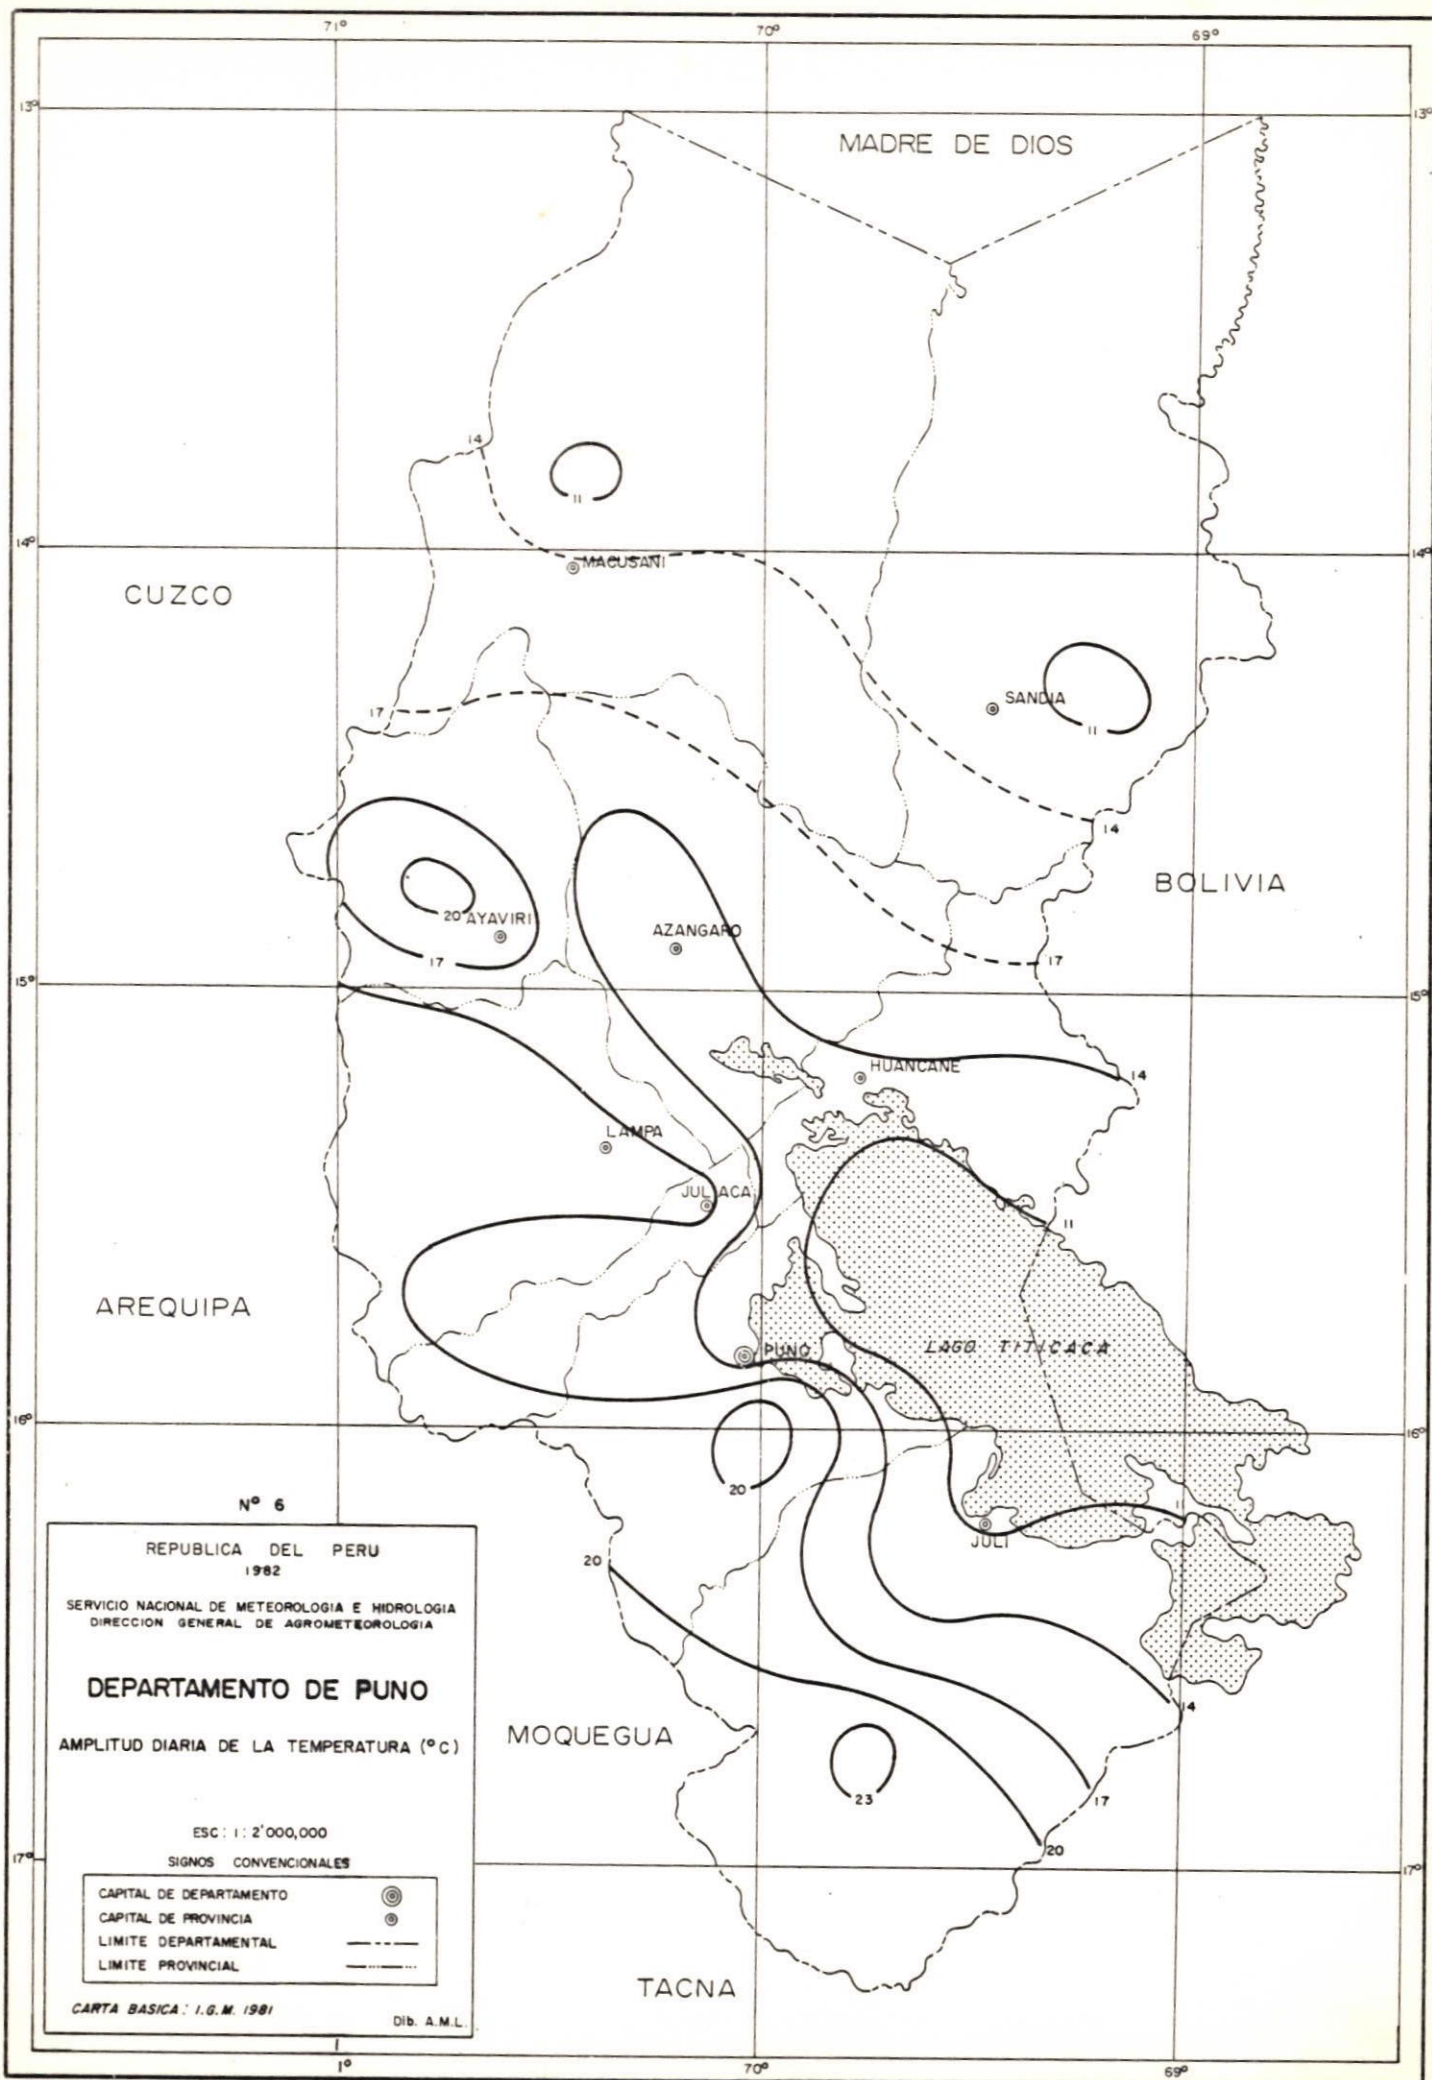 71°
70°
69°
13°
13°
MADRE DE DIOS
14
11
14°
14°
MACUSANI
CUZCO
SANDIA
17
11
14
BOLIVIA
20 AYAVIRI
AZANGARO
17
17
15°
15°
HUANCANE
14
LAMPA
JULIACA
11
AREQUIPA
PUNO
LAGO TITICACA
16°
16°
20
11
JULI
20
14
MOQUEGUA
23
17
20
17°
17°
TACNA
1°
70°
69°
N° 6
REPUBLICA DEL PERU
1982
SERVICIO NACIONAL DE METEOROLOGIA E HIDROLOGIA
DIRECCION GENERAL DE AGROMETEOROLOGIA
DEPARTAMENTO DE PUNO
AMPLITUD DIARIA DE LA TEMPERATURA (°C)
ESC: 1: 2'000,000
SIGNOS CONVENCIONALES
CAPITAL DE DEPARTAMENTO
CAPITAL DE PROVINCIA
LIMITE DEPARTAMENTAL
LIMITE PROVINCIAL
CARTA BASICA: I.G.M. 1981
Dib. A.M.L.